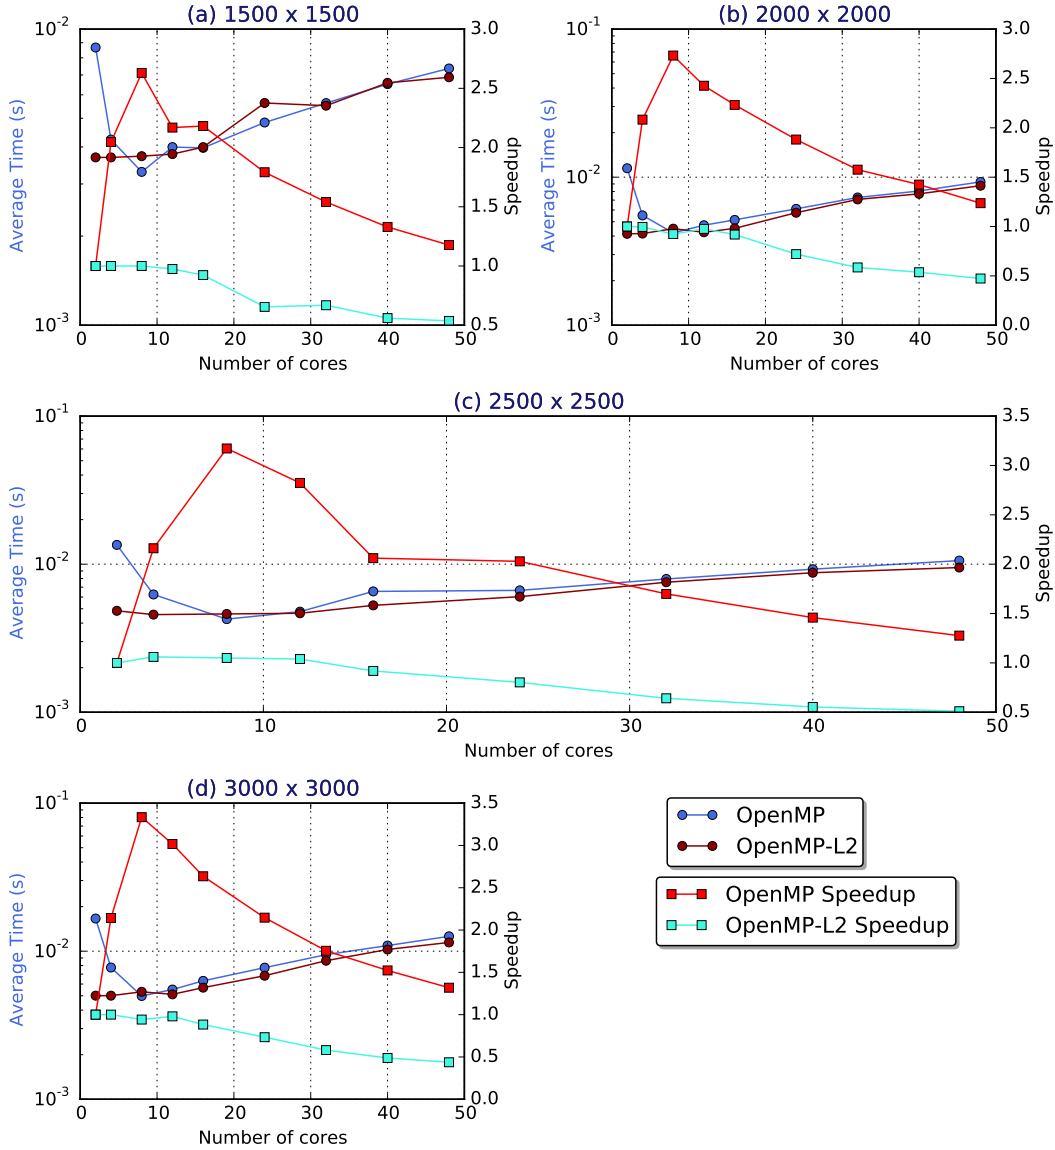 (a) 1500 x 1500
10^-2
10^-3
Average Time (s)
3.0
2.5
2.0
1.5
1.0
0.5
Speedup
0 10 20 30 40 50
Number of cores
(b) 2000 x 2000
10^-1
10^-2
10^-3
Average Time (s)
3.0
2.5
2.0
1.5
1.0
0.5
0.0
Speedup
0 10 20 30 40 50
Number of cores
(c) 2500 x 2500
10^-1
10^-2
10^-3
Average Time (s)
3.5
3.0
2.5
2.0
1.5
1.0
0.5
Speedup
0 10 20 30 40 50
Number of cores
(d) 3000 x 3000
10^-1
10^-2
10^-3
Average Time (s)
3.5
3.0
2.5
2.0
1.5
1.0
0.5
0.0
Speedup
0 10 20 30 40 50
Number of cores
OpenMP
OpenMP-L2
OpenMP Speedup
OpenMP-L2 Speedup